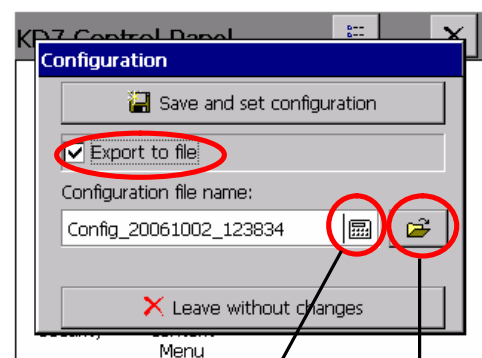 KD7 Control Panel
Configuration
Save and set configuration
Export to file
Configuration file name:
Config_20061002_123834
Leave without changes
Menu